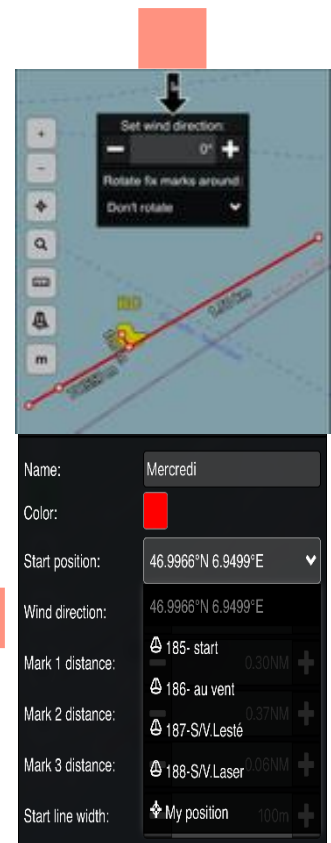 +
Set wind direction:
− 0° +
−
Rotate fix marks around:
Don't rotate
m
Name: Mercredi
Color:
Start position: 46.9966°N 6.9499°E
Wind direction: 46.9966°N 6.9499°E
185- start
Mark 1 distance: 0.30NM +
186- au vent
Mark 2 distance: 0.37NM +
187-S/V.Lesté
Mark 3 distance: 0.06NM +
188-S/V.Laser
My position
Start line width: 100m +